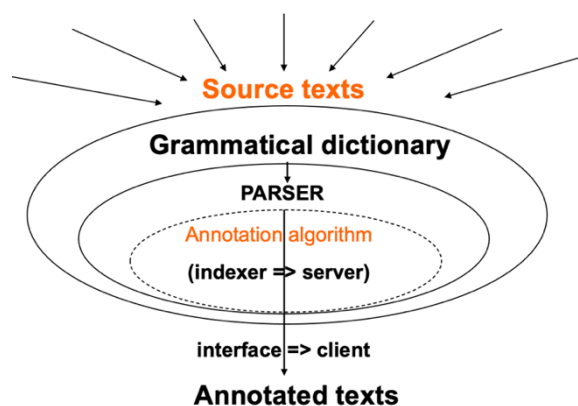 Source texts
Grammatical dictionary
PARSER
Annotation algorithm
(indexer => server)
interface => client
Annotated texts